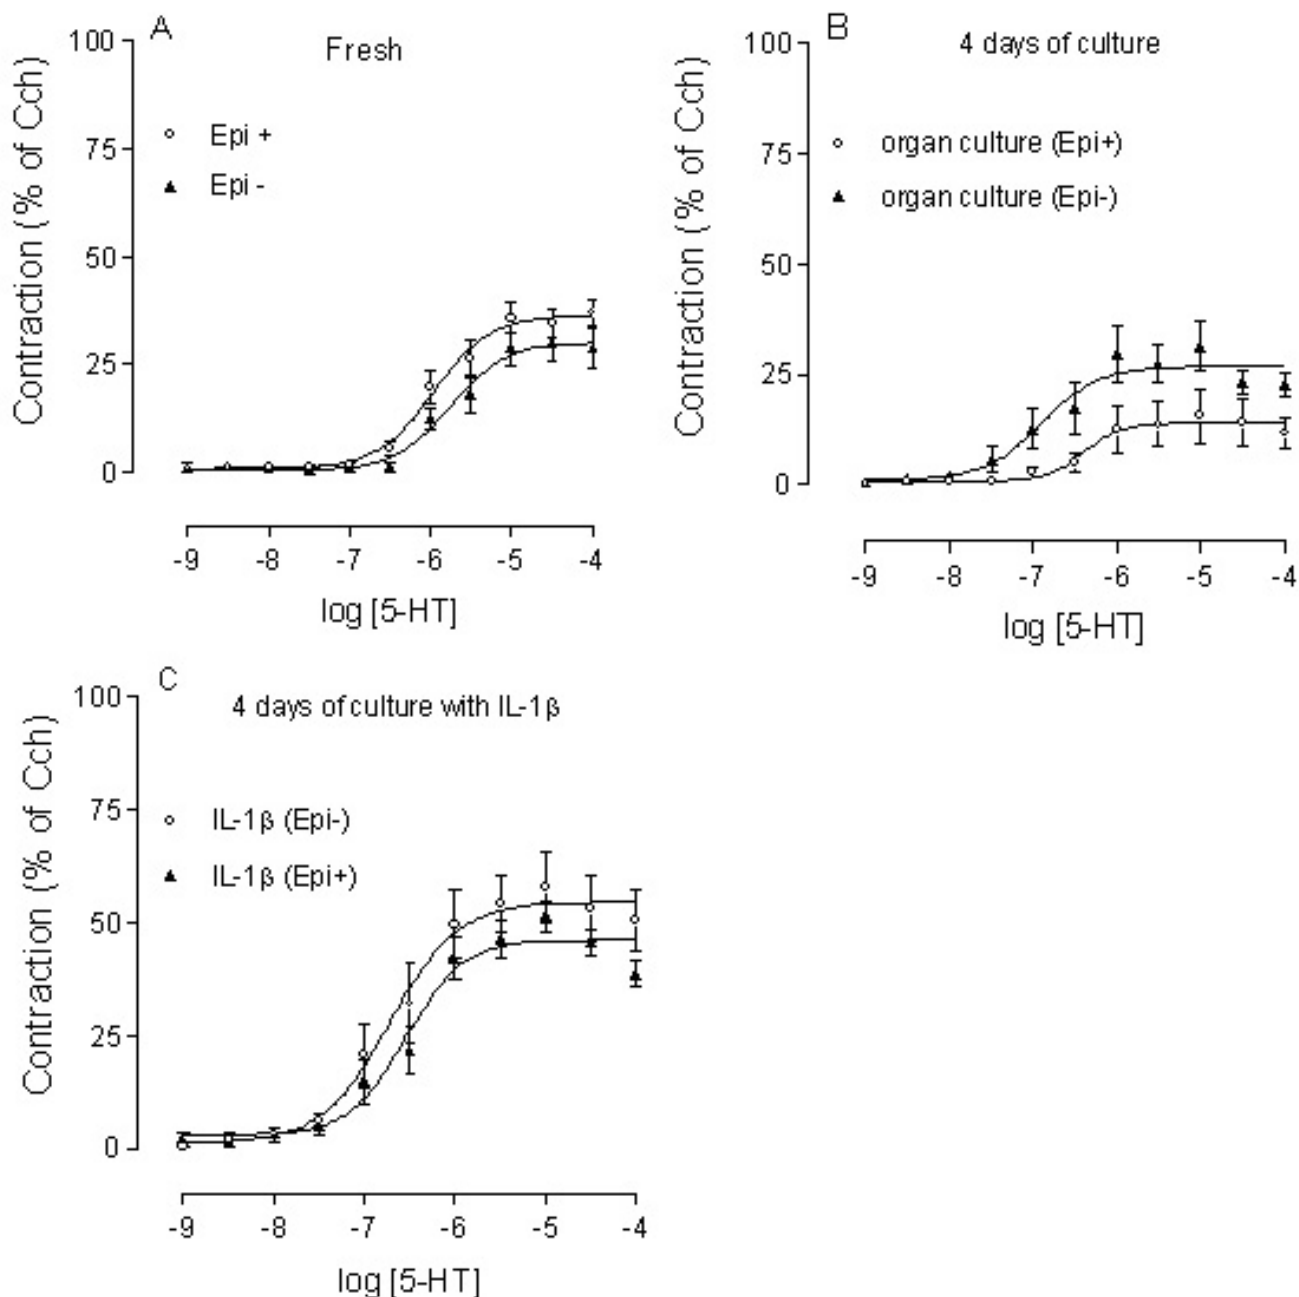 A
Fresh
Contraction (% of Cch)
100
75
50
25
0
Epi +
Epi -
-9 -8 -7 -6 -5 -4
log [5-HT]
B
4 days of culture
Contraction (% of Cch)
100
75
50
25
0
organ culture (Epi+)
organ culture (Epi-)
-9 -8 -7 -6 -5 -4
log [5-HT]
C
4 days of culture with IL-1β
Contraction (% of Cch)
100
75
50
25
0
IL-1β (Epi-)
IL-1β (Epi+)
-9 -8 -7 -6 -5 -4
log [5-HT]